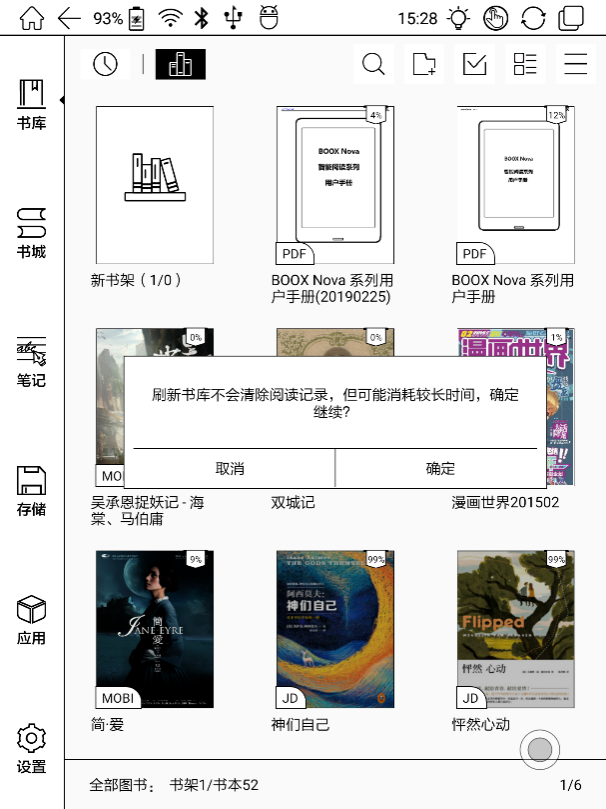 93%
15:28
书库
书城
abc
笔记
存储
应用
设置
新书架（1/0）
4%
BOOX Nova
智能阅读系列
用户手册
PDF
BOOX Nova 系列用
户手册(20190225)
12%
BOOX Nova
智能阅读系列
用户手册
PDF
BOOX Nova 系列用
户手册
0%
吴承恩捉妖记 - 海
棠、马伯庸
0%
双城记
1%
漫画世界
漫画世界201502
刷新书库不会清除阅读记录，但可能消耗较长时间，确定
继续?
取消
确定
9%
JANE EYRE
简爱
MOBI
简·爱
99%
THE GODS THEMSELVES
阿西莫夫:
神们自己
JD
神们自己
99%
Flipped
怦然心动
JD
怦然心动
全部图书： 书架1/书本52
1/6